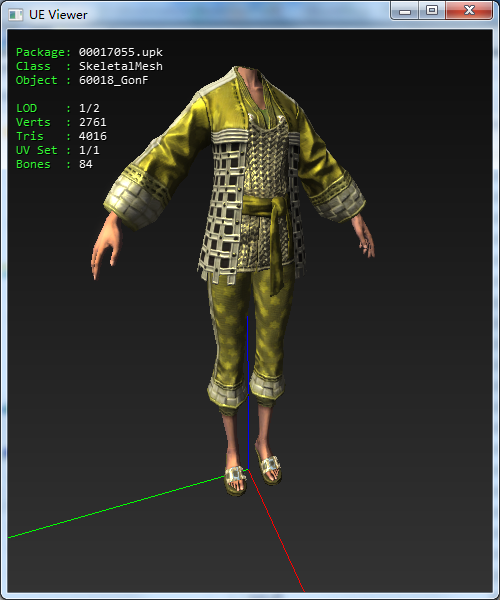 UE Viewer
Package: 00017055.upk
Class : SkeletalMesh
Object : 60018_GonF
LOD : 1/2
Verts : 2761
Tris : 4016
UV Set : 1/1
Bones : 84